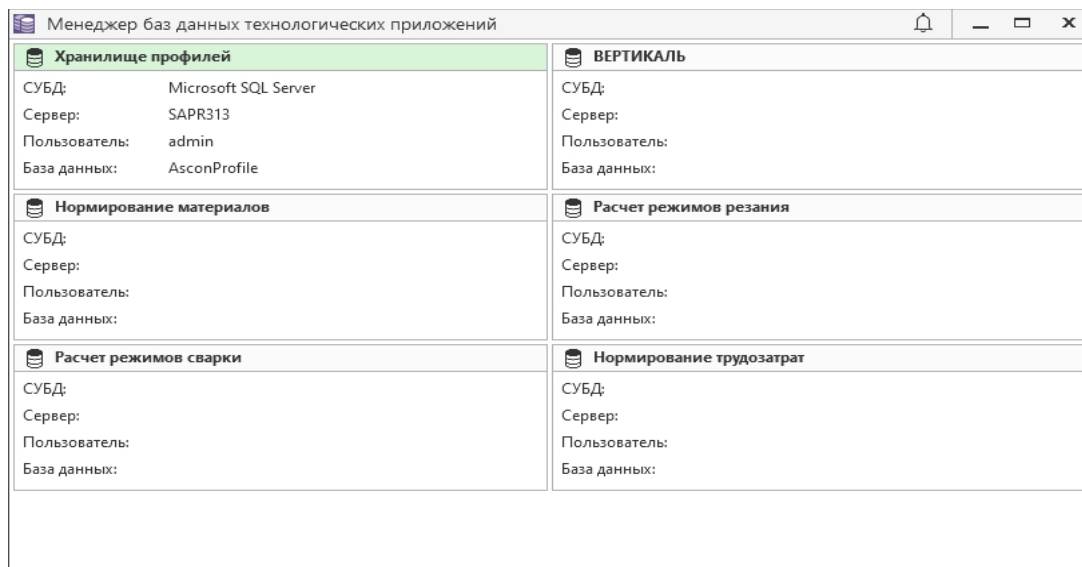 Менеджер баз данных технологических приложений
Хранилище профилей
СУБД: Microsoft SQL Server
Сервер: SAPR313
Пользователь: admin
База данных: AsconProfile
ВЕРТИКАЛЬ
СУБД:
Сервер:
Пользователь:
База данных:
Нормирование материалов
СУБД:
Сервер:
Пользователь:
База данных:
Расчет режимов резания
СУБД:
Сервер:
Пользователь:
База данных:
Расчет режимов сварки
СУБД:
Сервер:
Пользователь:
База данных:
Нормирование трудозатрат
СУБД:
Сервер:
Пользователь:
База данных: